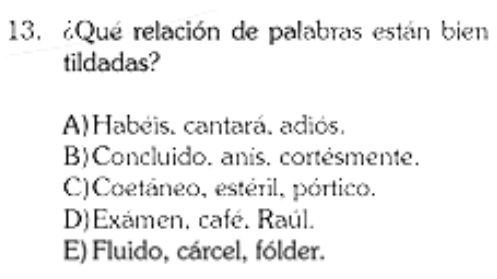 13. ¿Qué relación de palabras están bien
tildadas?
A) Habéis, cantará, adiós.
B) Concluido, anís, cortésmente.
C) Coetáneo, estéril, pórtico.
D) Exámen, café, Raúl.
E) Fluido, cárcel, fólder.